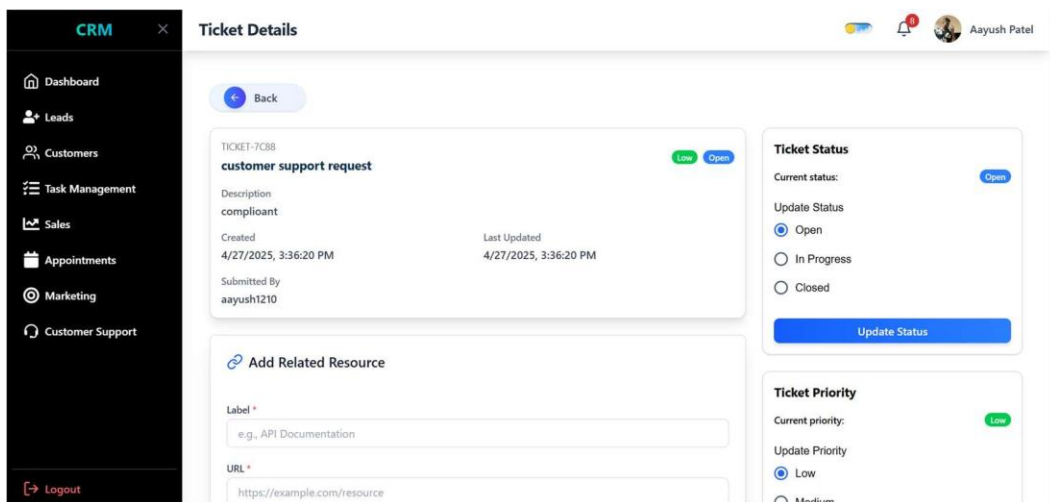 CRM
Ticket Details
8
Aayush Patel
Dashboard
Leads
Customers
Task Management
Sales
Appointments
Marketing
Customer Support
Logout
Back
TICKET-7C88
customer support request
Low Open
Description
complioant
Created
4/27/2025, 3:36:20 PM
Last Updated
4/27/2025, 3:36:20 PM
Submitted By
aayush1210
Add Related Resource
Label *
e.g., API Documentation
URL *
https://example.com/resource
Ticket Status
Current status: Open
Update Status
Open
In Progress
Closed
Update Status
Ticket Priority
Current priority: Low
Update Priority
Low
Medium